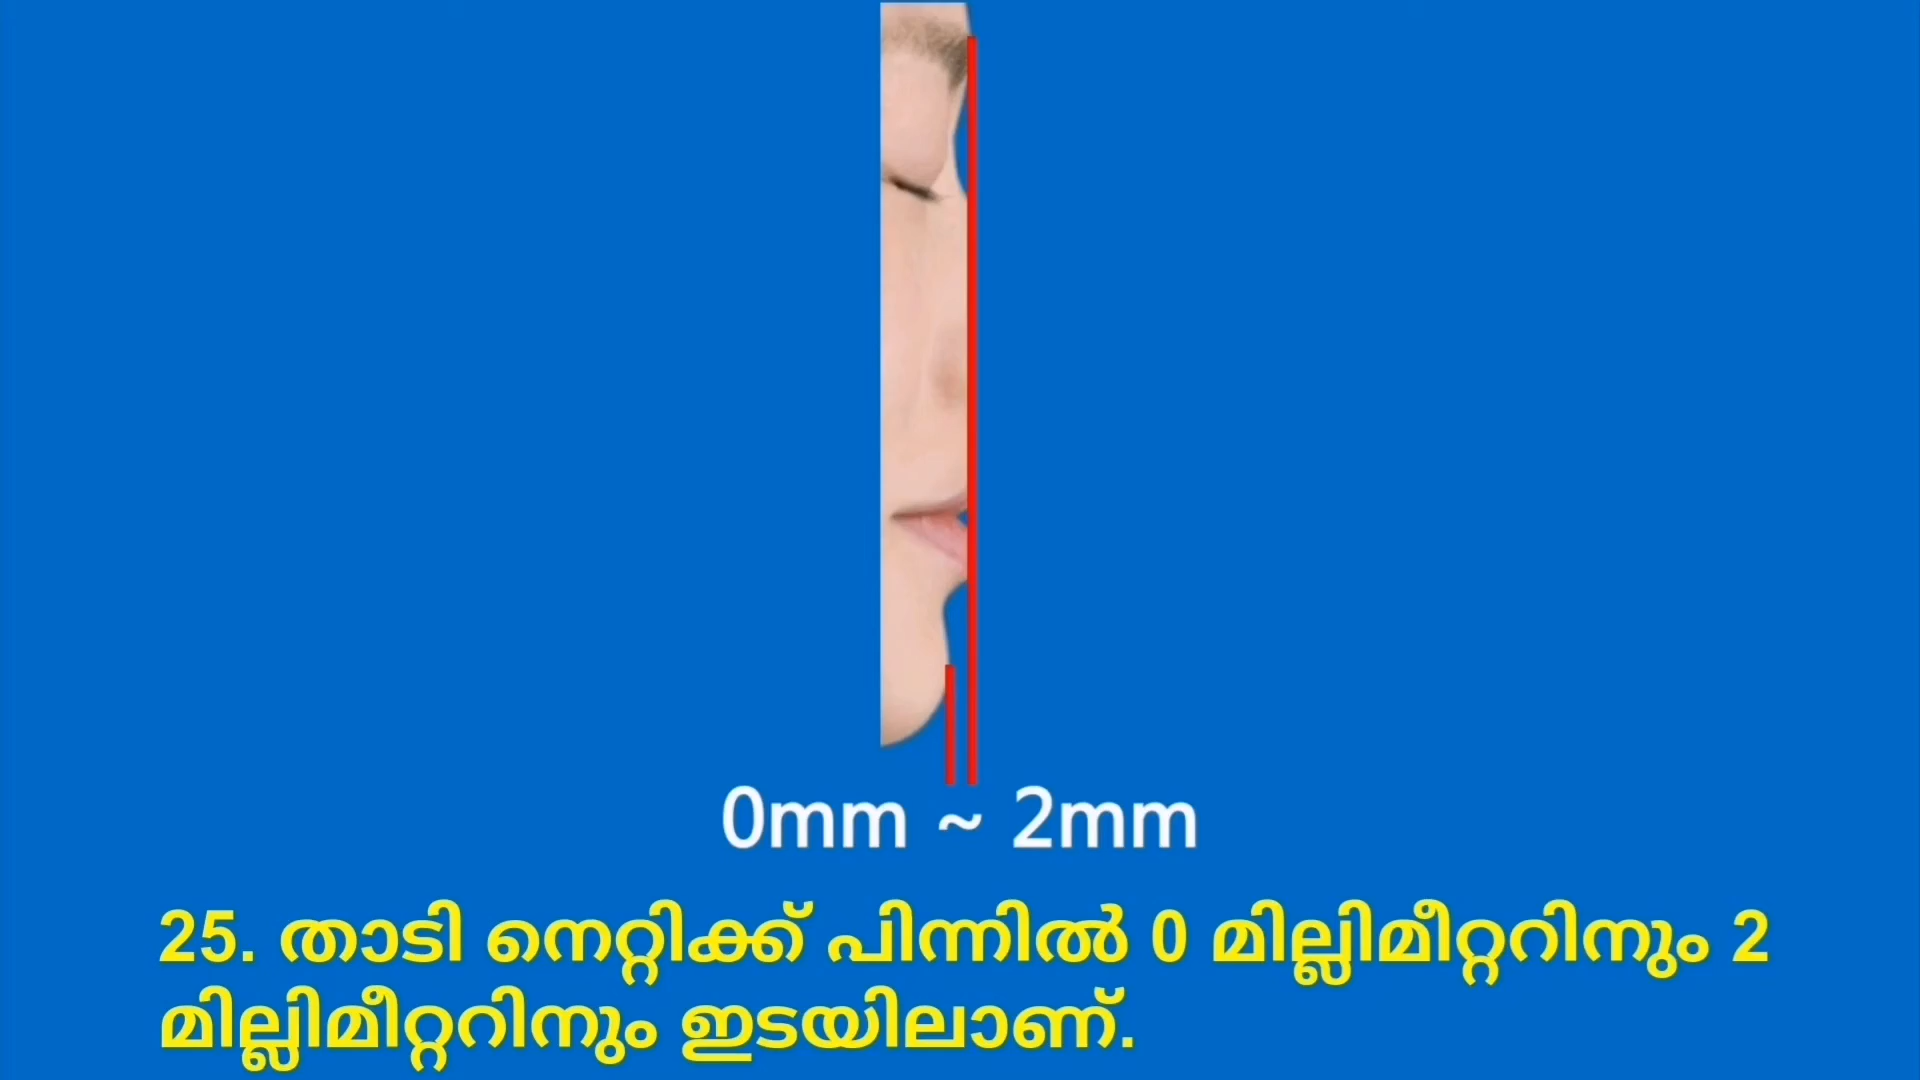 0mm ~ 2mm
25. താടി നെറ്റിക്ക് പിന്നിൽ 0 മില്ലിമീറ്ററിനും 2
മില്ലിമീറ്ററിനും ഇടയിലാണ്.